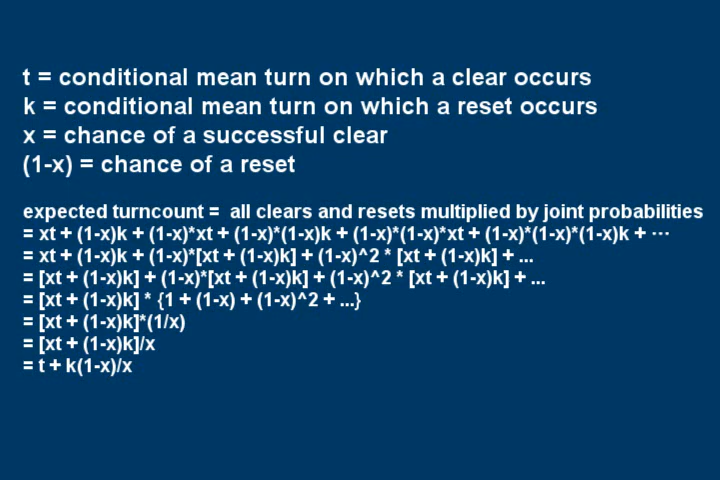 t = conditional mean turn on which a clear occurs
k = conditional mean turn on which a reset occurs
x = chance of a successful clear
(1-x) = chance of a reset
expected turncount =  all clears and resets multiplied by joint probabilities
= xt + (1-x)k + (1-x)*xt + (1-x)*(1-x)k + (1-x)*(1-x)*xt + (1-x)*(1-x)*(1-x)k + ···
= xt + (1-x)k + (1-x)*[xt + (1-x)k] + (1-x)^2 * [xt + (1-x)k] + ...
= [xt + (1-x)k] + (1-x)*[xt + (1-x)k] + (1-x)^2 * [xt + (1-x)k] + ...
= [xt + (1-x)k] * {1 + (1-x) + (1-x)^2 + ...}
= [xt + (1-x)k]*(1/x)
= [xt + (1-x)k]/x
= t + k(1-x)/x